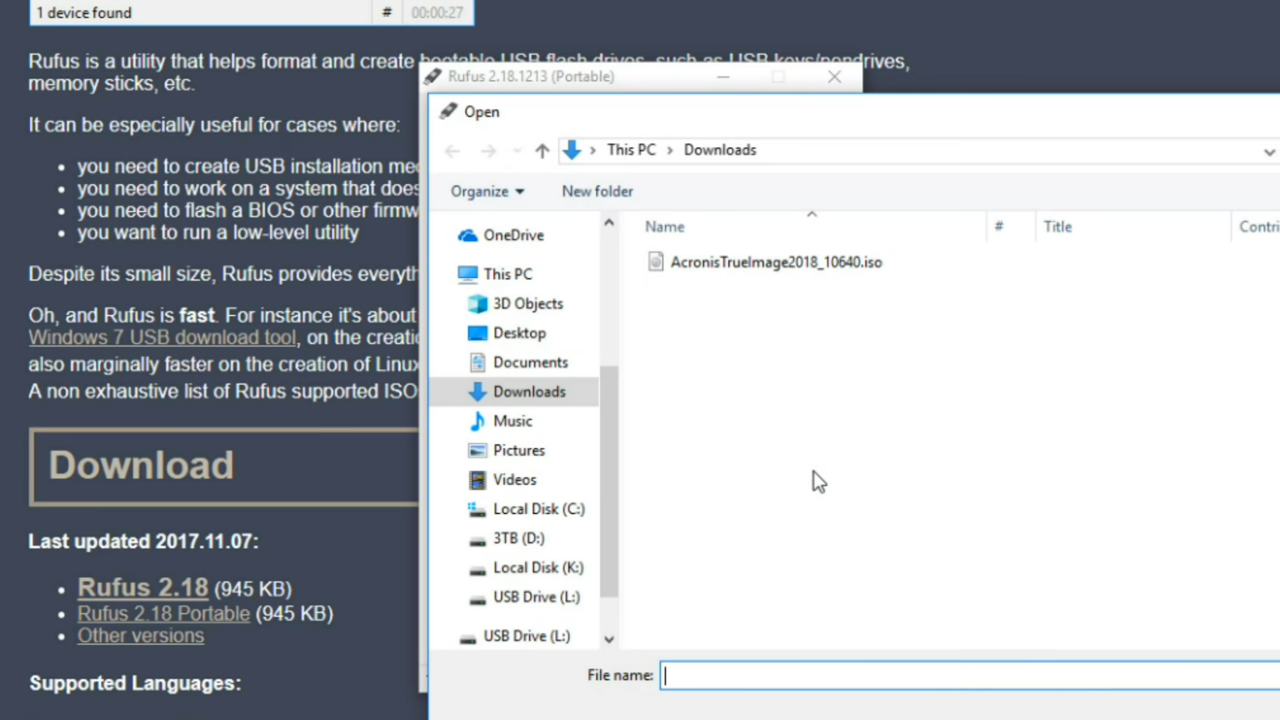 1 device found # 00:00:27
Rufus is a utility that helps format and create bootable USB flash drives, such as USB keys/pendrives,
memory sticks, etc.
Rufus 2.18.1213 (Portable)
Open
It can be especially useful for cases where:
This PC > Downloads
• you need to create USB installation me
• you need to work on a system that does
• you need to flash a BIOS or other firmw
• you want to run a low-level utility
Organize New folder
Name # Title Contri
AcronisTrueImage2018_10640.iso
OneDrive
This PC
3D Objects
Desktop
Documents
Downloads
Music
Pictures
Videos
Local Disk (C:)
3TB (D:)
Local Disk (K:)
USB Drive (L:)
USB Drive (L:)
File name:
Despite its small size, Rufus provides everyth
Oh, and Rufus is fast. For instance it's about
Windows 7 USB download tool, on the creatio
also marginally faster on the creation of Linux
A non exhaustive list of Rufus supported ISO
Download
Last updated 2017.11.07:
• Rufus 2.18 (945 KB)
• Rufus 2.18 Portable (945 KB)
• Other versions
Supported Languages: